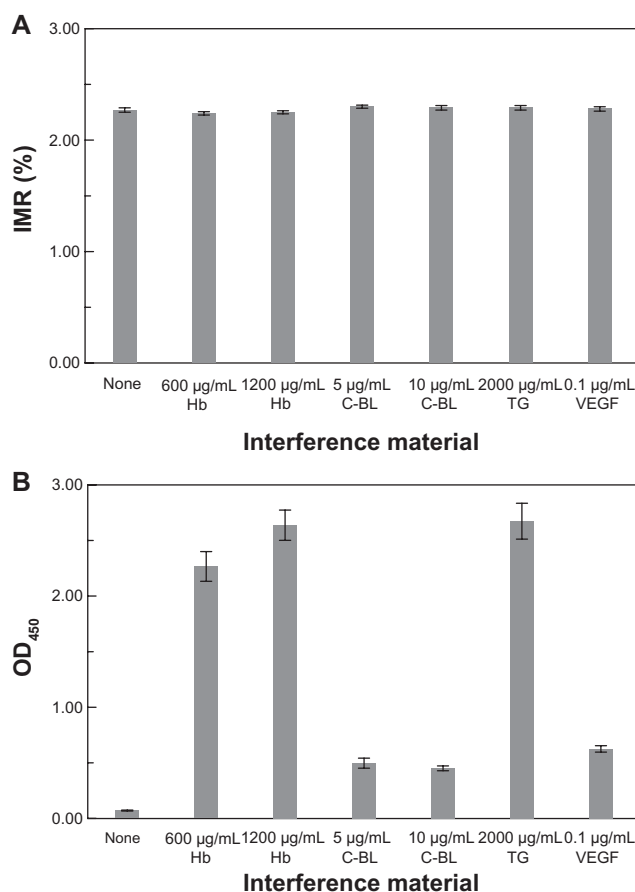 A
3.00
2.00
1.00
0.00
IMR (%)
None 600 µg/mL 1200 µg/mL 5 µg/mL 10 µg/mL 2000 µg/mL 0.1 µg/mL
Hb Hb C-BL C-BL TG VEGF
Interference material
B
3.00
2.00
1.00
0.00
OD450
None 600 µg/mL 1200 µg/mL 5 µg/mL 10 µg/mL 2000 µg/mL 0.1 µg/mL
Hb Hb C-BL C-BL TG VEGF
Interference material